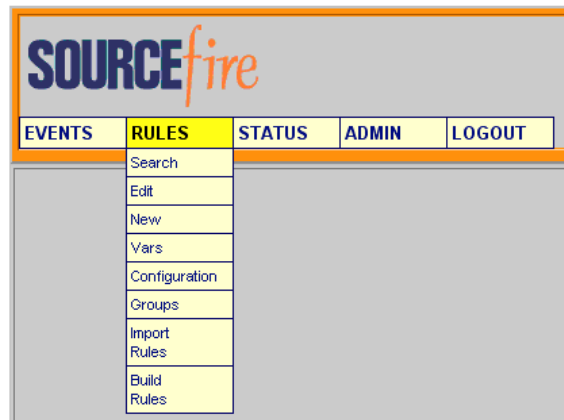 SOURCEfire
EVENTS RULES STATUS ADMIN LOGOUT
Search
Edit
New
Vars
Configuration
Groups
Import
Rules
Build
Rules